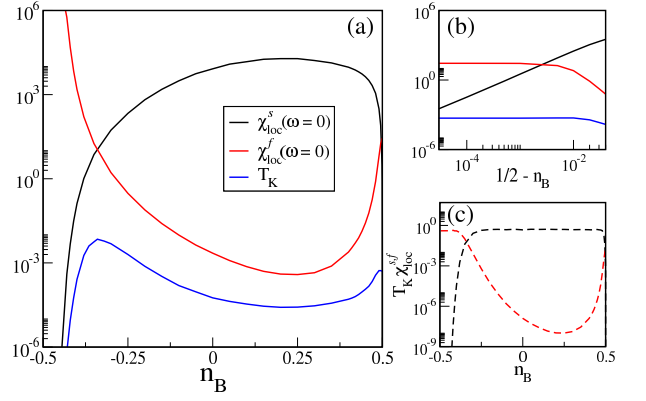 (a)
10^6
10^3
10^0
10^-3
10^-6
-0.5
-0.25
0
0.25
0.5
n_B
χ^s_loc(ω = 0)
χ^f_loc(ω = 0)
T_K
(b)
10^6
10^0
10^-6
10^-4
10^-2
1/2 - n_B
(c)
10^0
10^-3
10^-6
10^-9
T_K χ^s,f_loc
-0.5
0
0.5
n_B